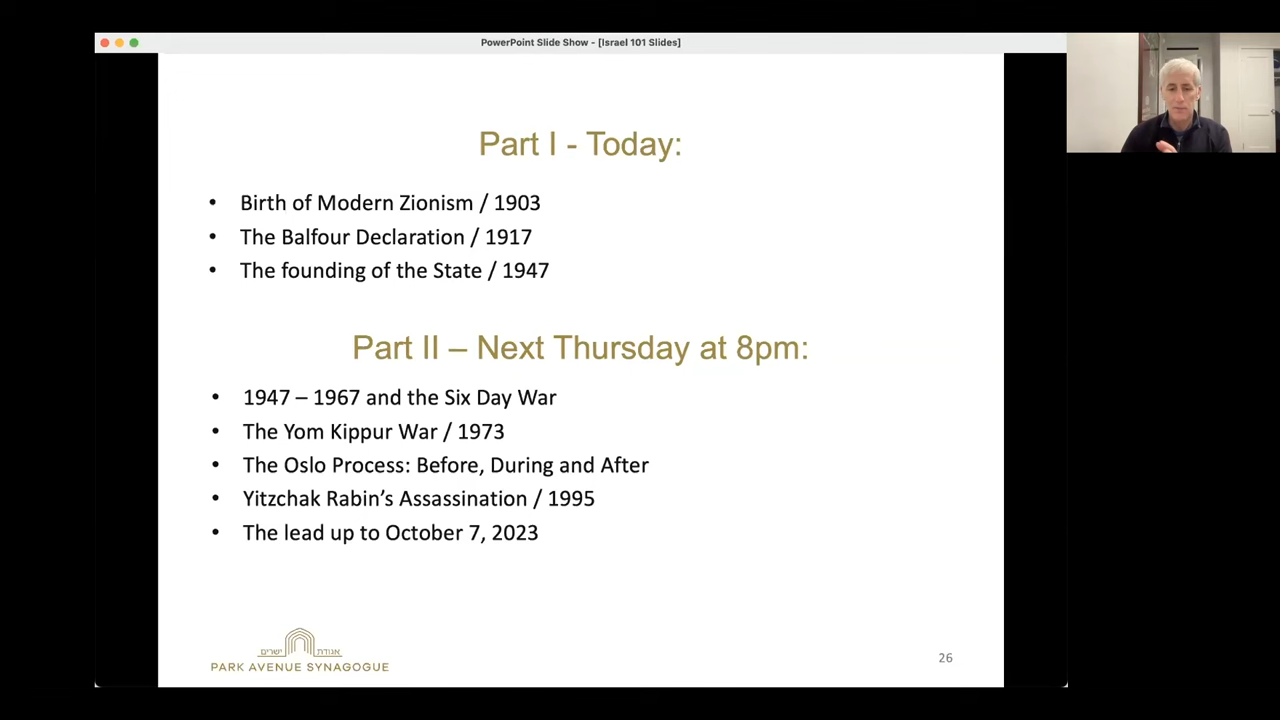 PowerPoint Slide Show - [Israel 101 Slides]
Part I - Today:
• Birth of Modern Zionism / 1903
• The Balfour Declaration / 1917
• The founding of the State / 1947
Part II – Next Thursday at 8pm:
• 1947 – 1967 and the Six Day War
• The Yom Kippur War / 1973
• The Oslo Process: Before, During and After
• Yitzchak Rabin’s Assassination / 1995
• The lead up to October 7, 2023
אגודת ישרים
PARK AVENUE SYNAGOGUE
26